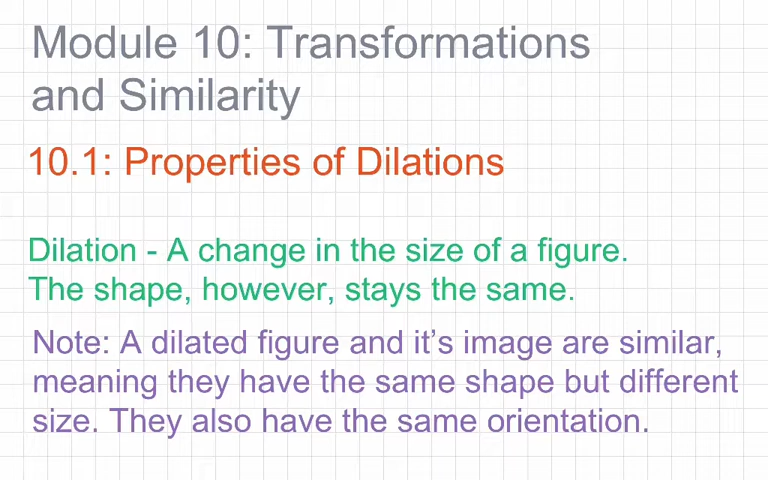 Module 10: Transformations
and Similarity
10.1: Properties of Dilations
Dilation - A change in the size of a figure.
The shape, however, stays the same.
Note: A dilated figure and it’s image are similar,
meaning they have the same shape but different
size. They also have the same orientation.